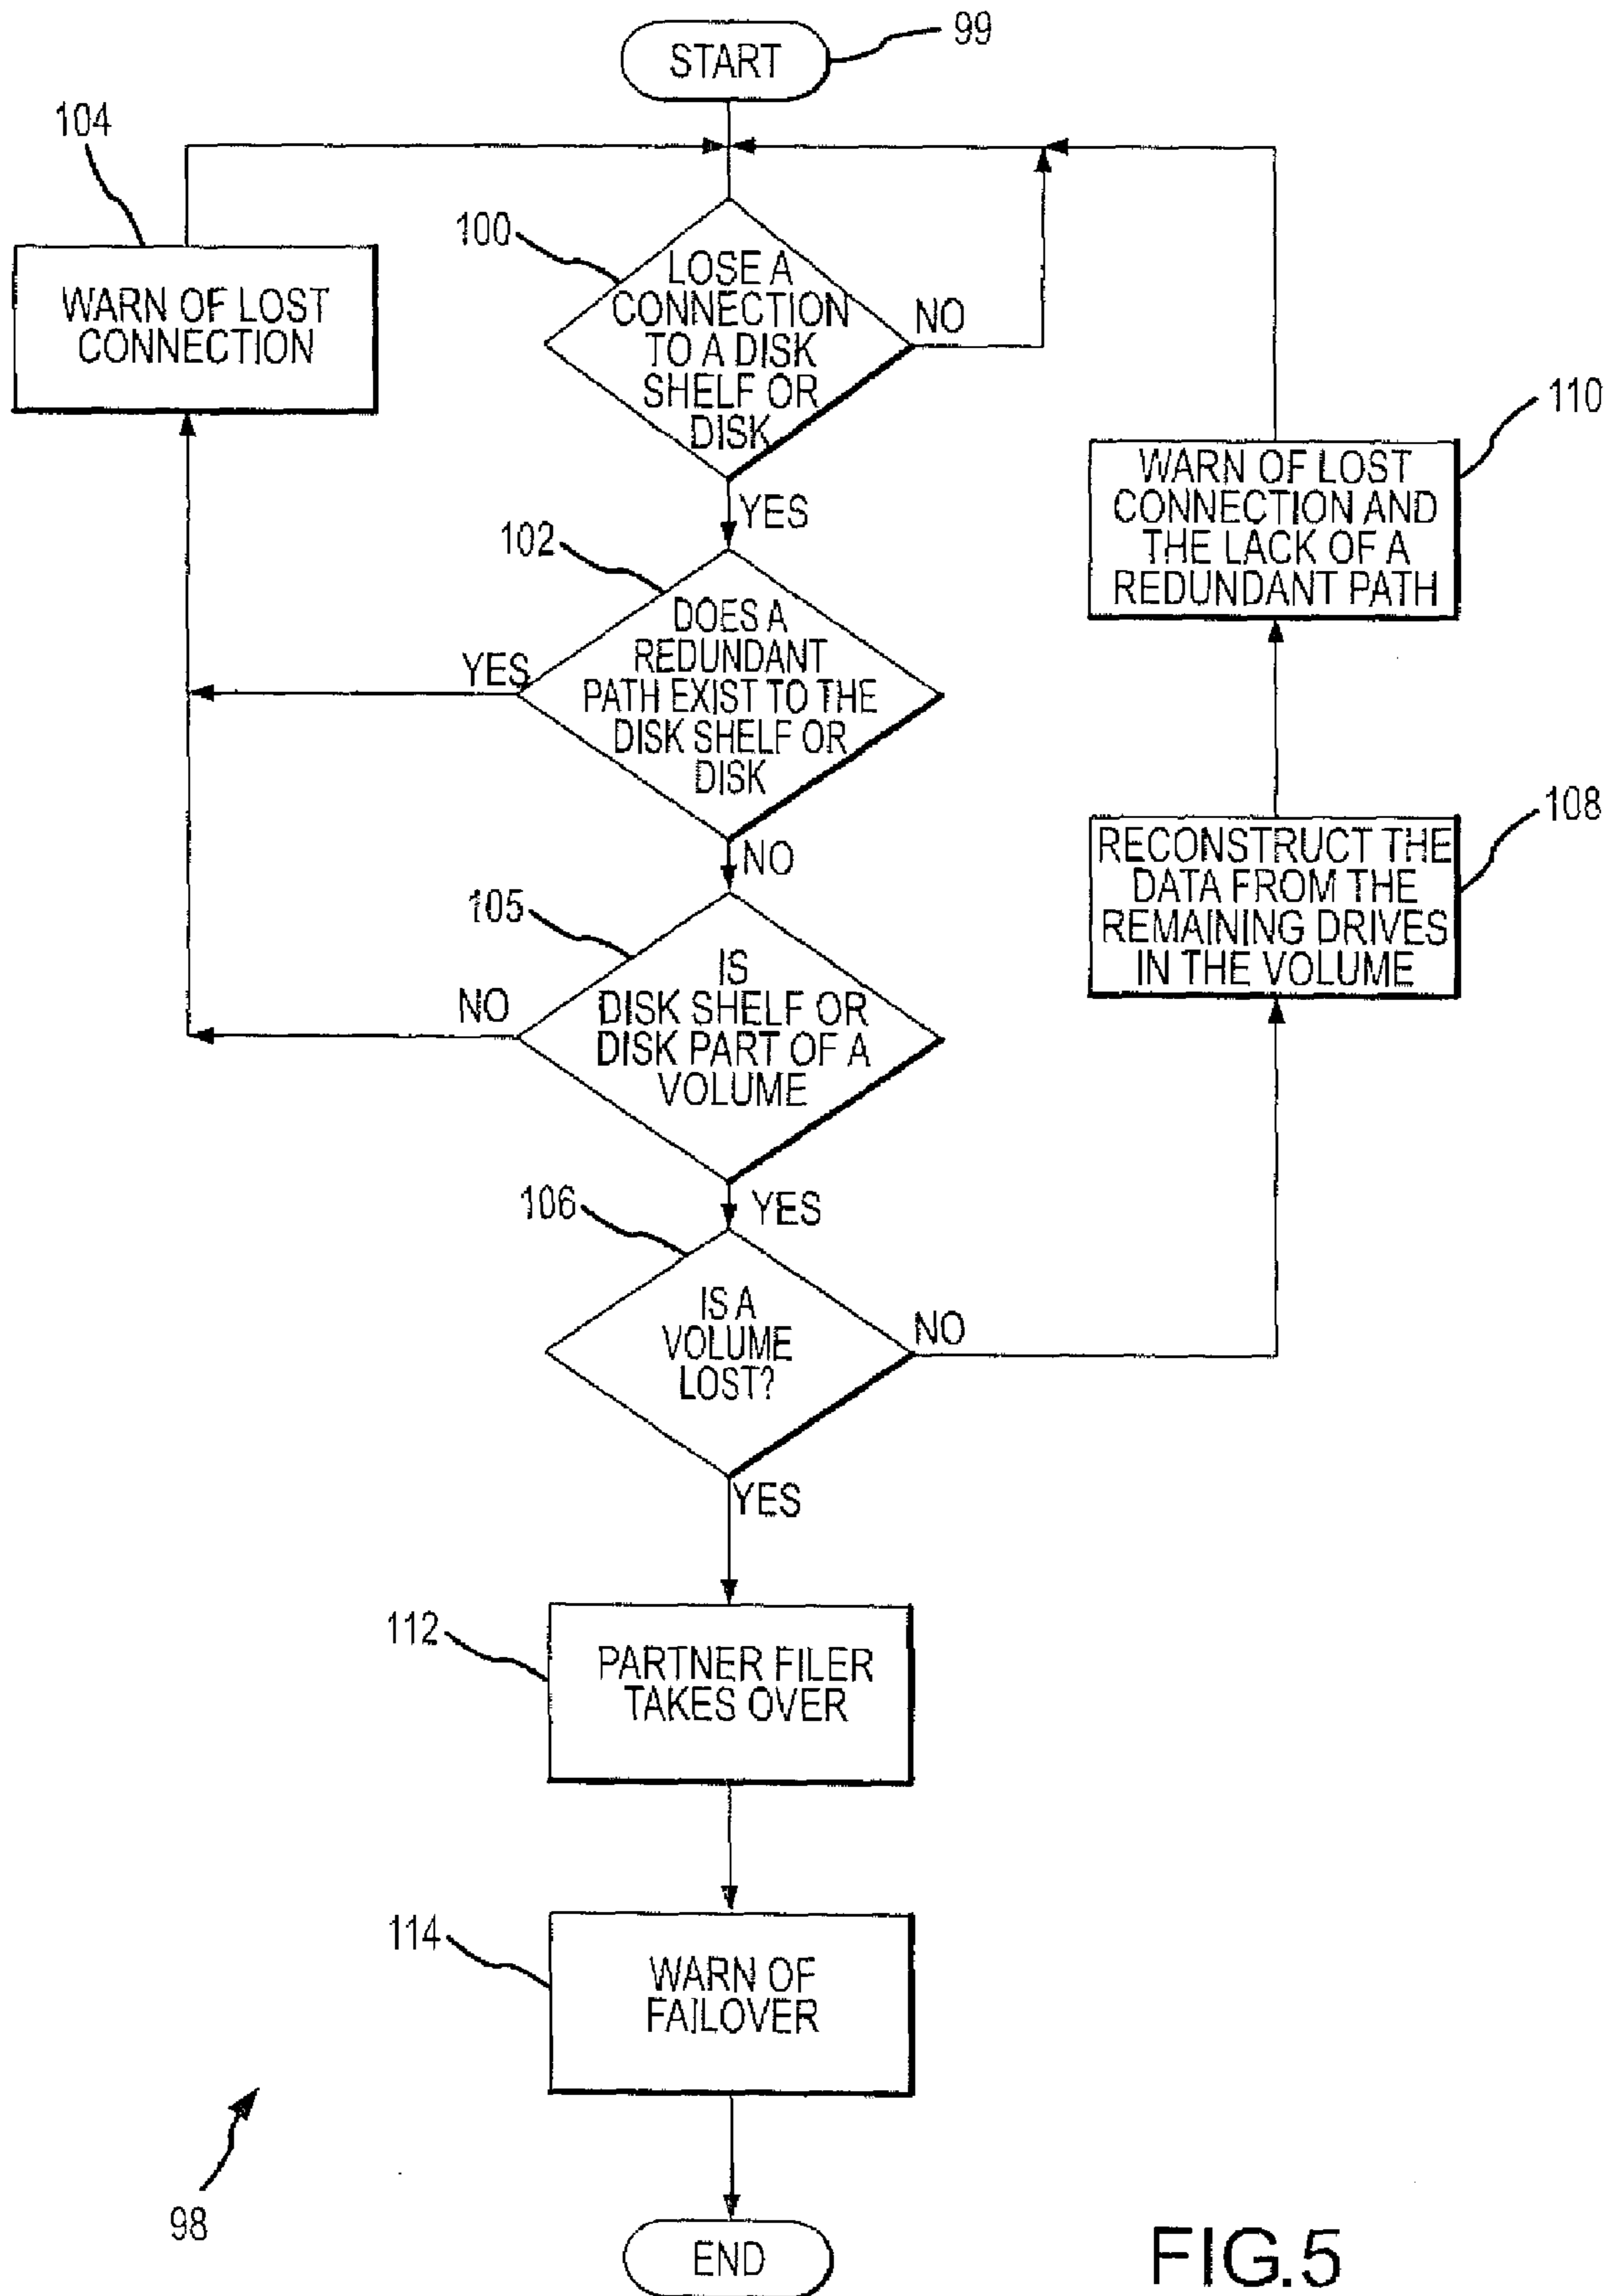 START
99
104
WARN OF LOST
CONNECTION
100
LOSE A
CONNECTION
TO A DISK
SHELF OR
DISK
NO
YES
110
WARN OF LOST
CONNECTION AND
THE LACK OF A
REDUNDANT PATH
102
DOES A
REDUNDANT
PATH EXIST TO THE
DISK SHELF OR
DISK
YES
NO
108
RECONSTRUCT THE
DATA FROM THE
REMAINING DRIVES
IN THE VOLUME
105
IS
DISK SHELF OR
DISK PART OF A
VOLUME
NO
YES
106
IS A
VOLUME
LOST?
NO
YES
112
PARTNER FILER
TAKES OVER
114
WARN OF
FAILOVER
98
END
FIG.5